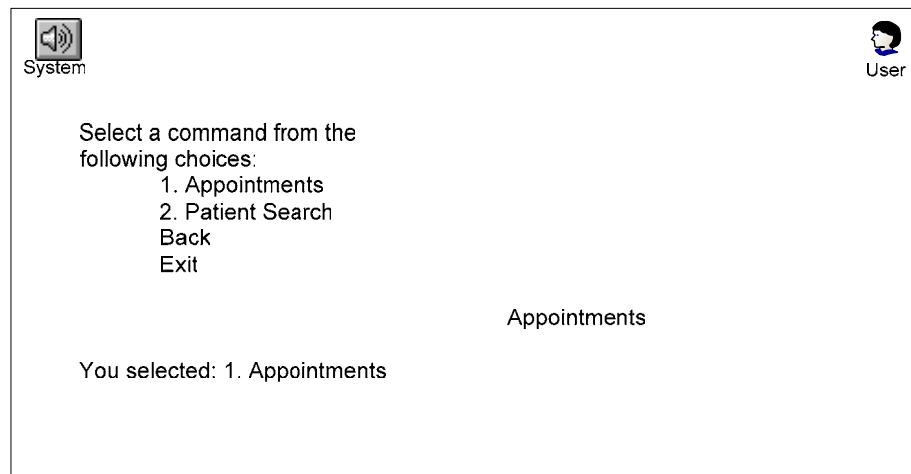 System
User
Select a command from the
following choices:
1. Appointments
2. Patient Search
Back
Exit
Appointments
You selected: 1. Appointments